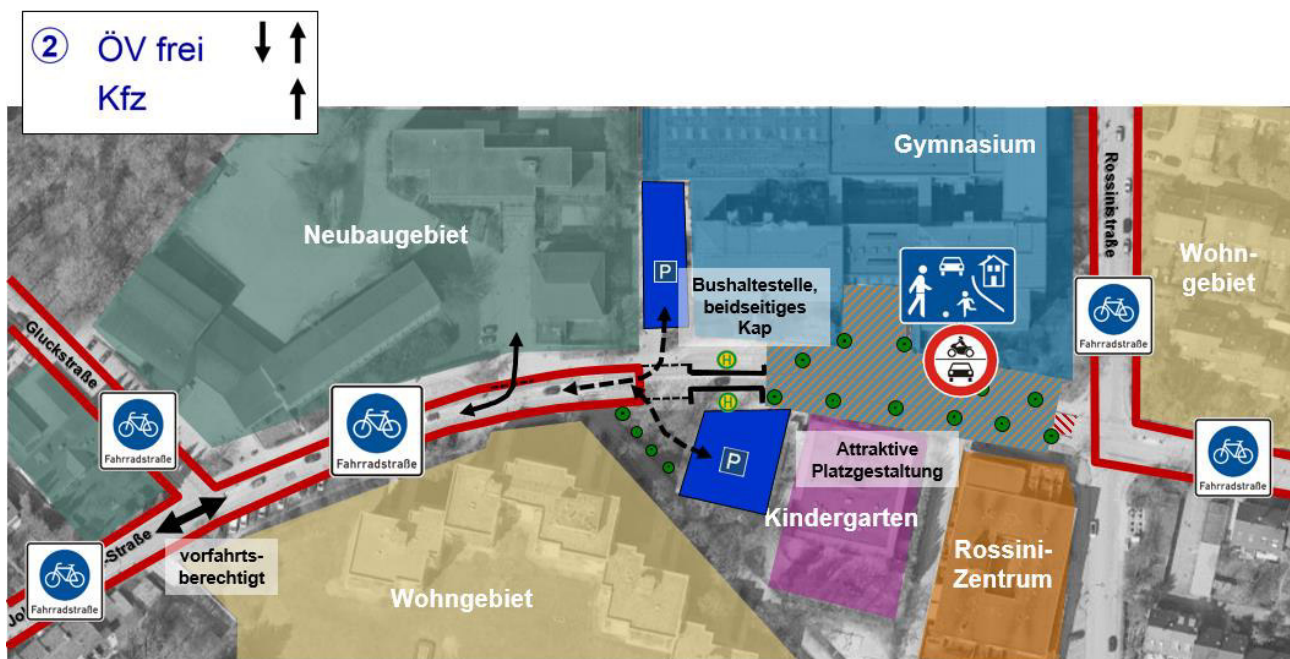 ② ÖV frei
Kfz
Gymnasium
Rossinistraße
Neubaugebiet
Wohn-
gebiet
P
Bushaltestelle,
beidseitiges
Kap
Gluckstraße
Fahrradstraße
H
H
Fahrradstraße
Fahrradstraße
Attraktive
Platzgestaltung
Fahrradstraße
P
Kindergarten
-Straße
vorfahrts-
berechtigt
Rossini-
Zentrum
Wohngebiet
Fahrradstraße